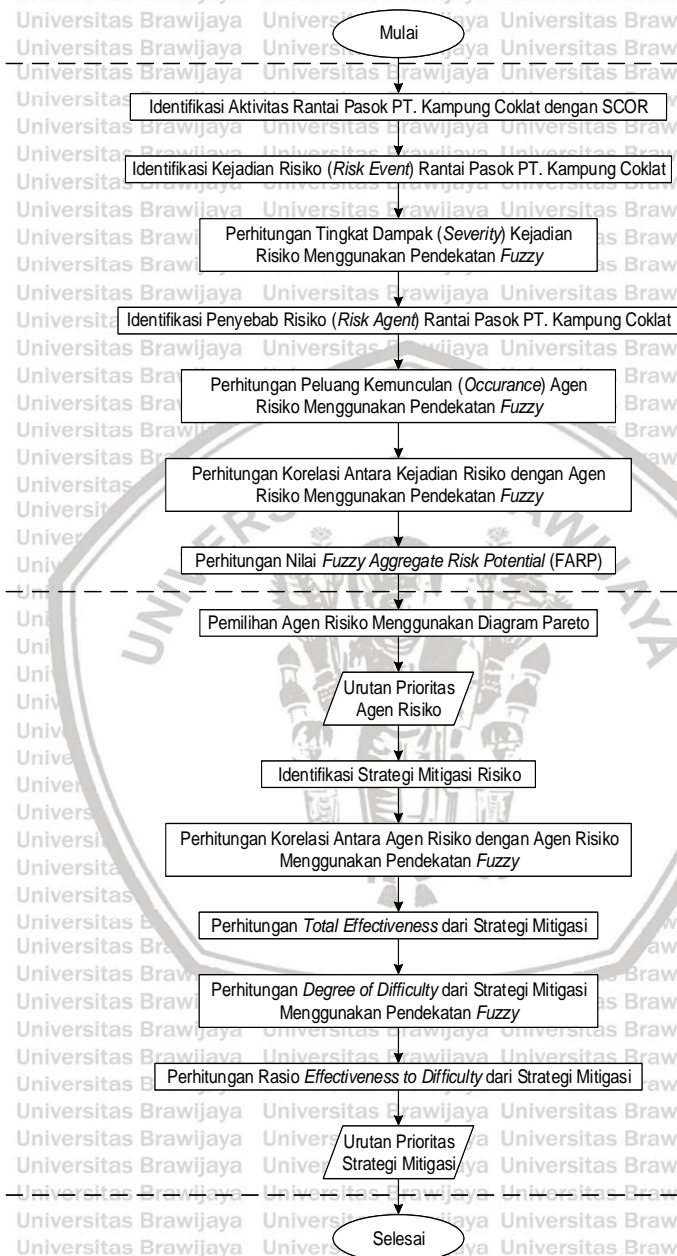 Mulai
Identifikasi Aktivitas Rantai Pasok PT. Kampung Coklat dengan SCOR
Identifikasi Kejadian Risiko (Risk Event) Rantai Pasok PT. Kampung Coklat
Perhitungan Tingkat Dampak (Severity) Kejadian
Risiko Menggunakan Pendekatan Fuzzy
Identifikasi Penyebab Risiko (Risk Agent) Rantai Pasok PT. Kampung Coklat
Perhitungan Peluang Kemunculan (Occurance) Agen
Risiko Menggunakan Pendekatan Fuzzy
Perhitungan Korelasi Antara Kejadian Risiko dengan Agen
Risiko Menggunakan Pendekatan Fuzzy
Perhitungan Nilai Fuzzy Aggregate Risk Potential (FARP)
Pemilihan Agen Risiko Menggunakan Diagram Pareto
Urutan Prioritas
Agen Risiko
Identifikasi Strategi Mitigasi Risiko
Perhitungan Korelasi Antara Agen Risiko dengan Agen Risiko
Menggunakan Pendekatan Fuzzy
Perhitungan Total Effectiveness dari Strategi Mitigasi
Perhitungan Degree of Difficulty dari Strategi Mitigasi
Menggunakan Pendekatan Fuzzy
Perhitungan Rasio Effectiveness to Difficulty dari Strategi Mitigasi
Urutan Prioritas
Strategi Mitigasi
Selesai